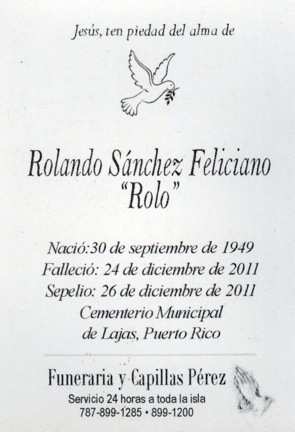 Jesús, ten piedad del alma de
Rolando Sánchez Feliciano
"Rolo"
Nació:30 de septiembre de 1949
Falleció: 24 de diciembre de 2011
Sepelio: 26 de diciembre de 2011
Cementerio Municipal
de Lajas, Puerto Rico
Funeraria y Capillas Pérez
Servicio 24 horas a toda la isla
787-899-1285 • 899-1200